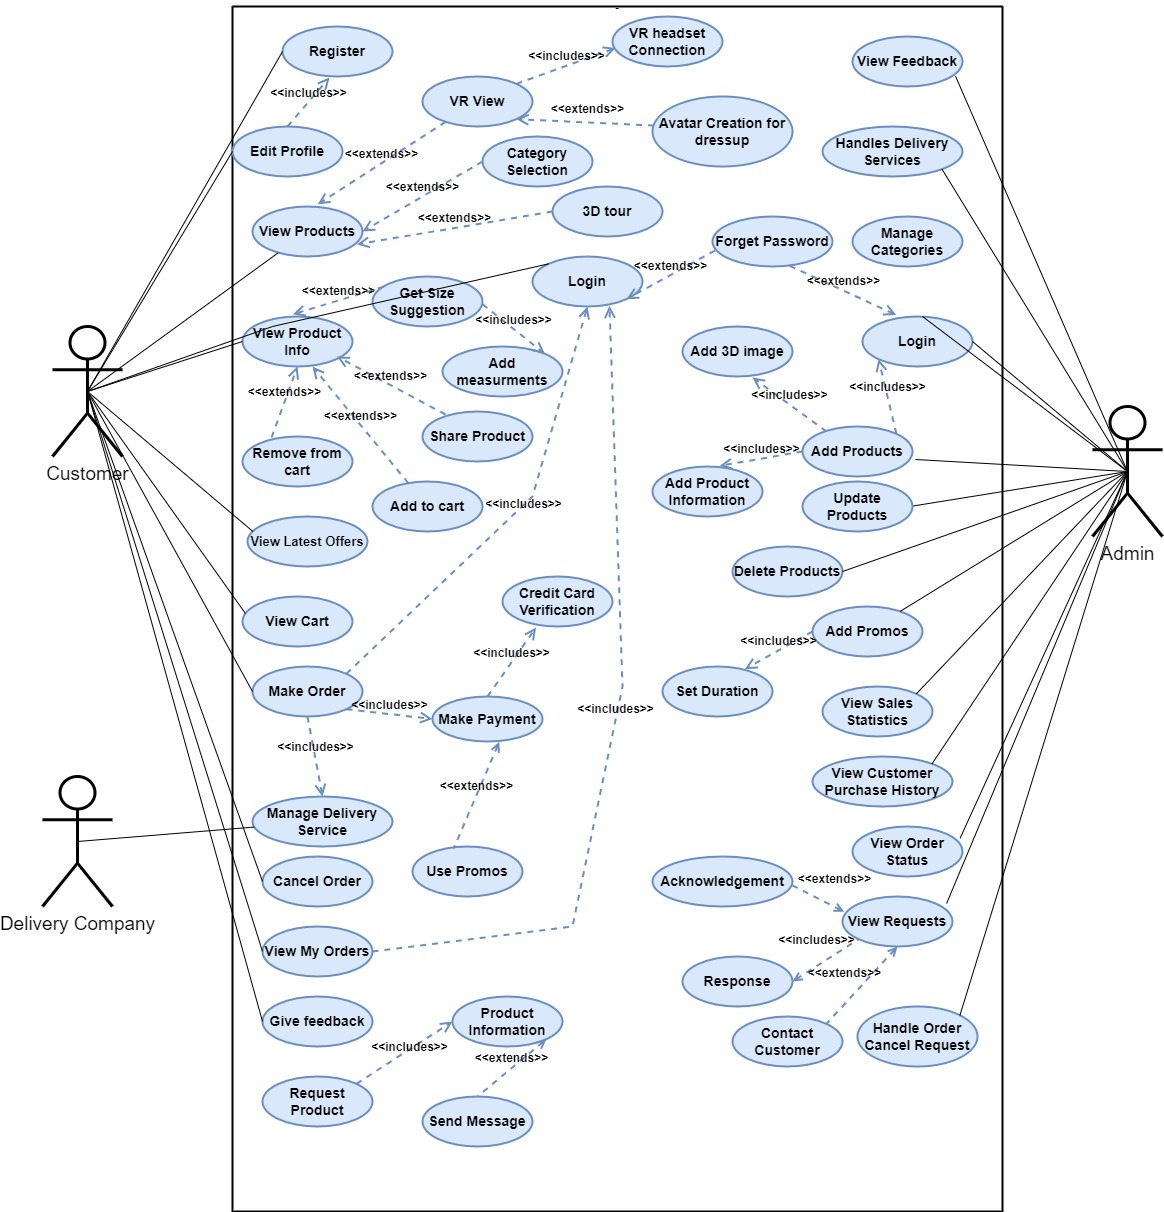 Register
<<includes>>
Edit Profile
VR headset
Connection
<<includes>>
VR View
<<extends>>
Avatar Creation for
dressup
<<extends>>
Category
Selection
<<extends>>
3D tour
<<extends>>
View Products
View Feedback
Handles Delivery
Services
Manage
Categories
Forget Password
<<extends>>
<<extends>>
Login
Login
<<extends>>
Get Size
Suggestion
<<includes>>
View Product
Info
Add
measurments
<<extends>>
<<extends>>
<<extends>>
Share Product
Remove from
cart
Add to cart
<<includes>>
Add 3D image
<<includes>>
<<includes>>
Add Products
<<includes>>
Add Product
Information
Update
Products
Customer
Admin
View Latest Offers
Delete Products
Credit Card
Verification
View Cart
<<includes>>
Add Promos
<<includes>>
Set Duration
Make Order
<<includes>>
Make Payment
<<includes>>
<<includes>>
View Sales
Statistics
<<extends>>
View Customer
Purchase History
Manage Delivery
Service
View Order
Status
Use Promos
Cancel Order
Acknowledgement
<<extends>>
Delivery Company
View Requests
<<includes>>
View My Orders
Response
<<extends>>
Give feedback
Product
Information
<<includes>>
<<extends>>
Contact
Customer
Handle Order
Cancel Request
Request
Product
Send Message